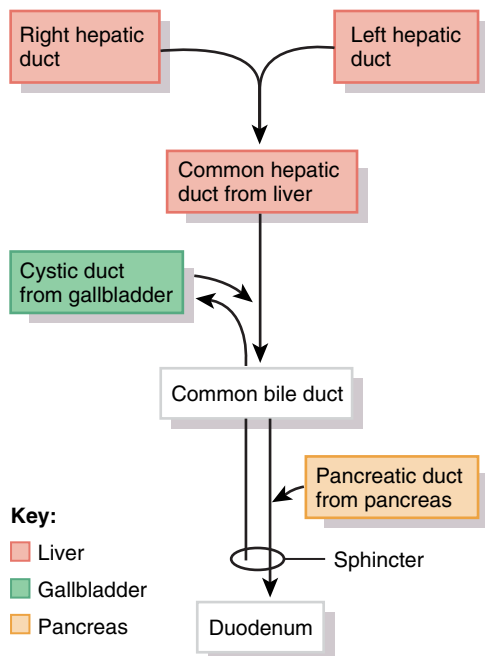 Right hepatic
duct
Left hepatic
duct
Common hepatic
duct from liver
Cystic duct
from gallbladder
Common bile duct
Pancreatic duct
from pancreas
Key:
Liver
Gallbladder
Pancreas
Sphincter
Duodenum